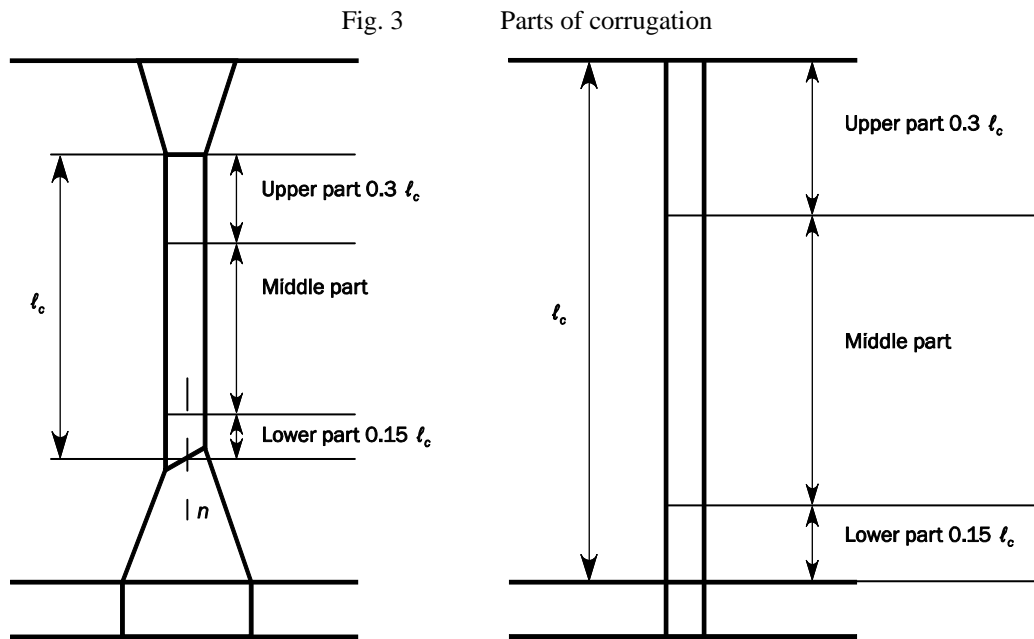 Fig. 3 Parts of corrugation
Upper part 0.3 ℓc
Middle part
ℓc
Lower part 0.15 ℓc
n
Upper part 0.3 ℓc
ℓc
Middle part
Lower part 0.15 ℓc